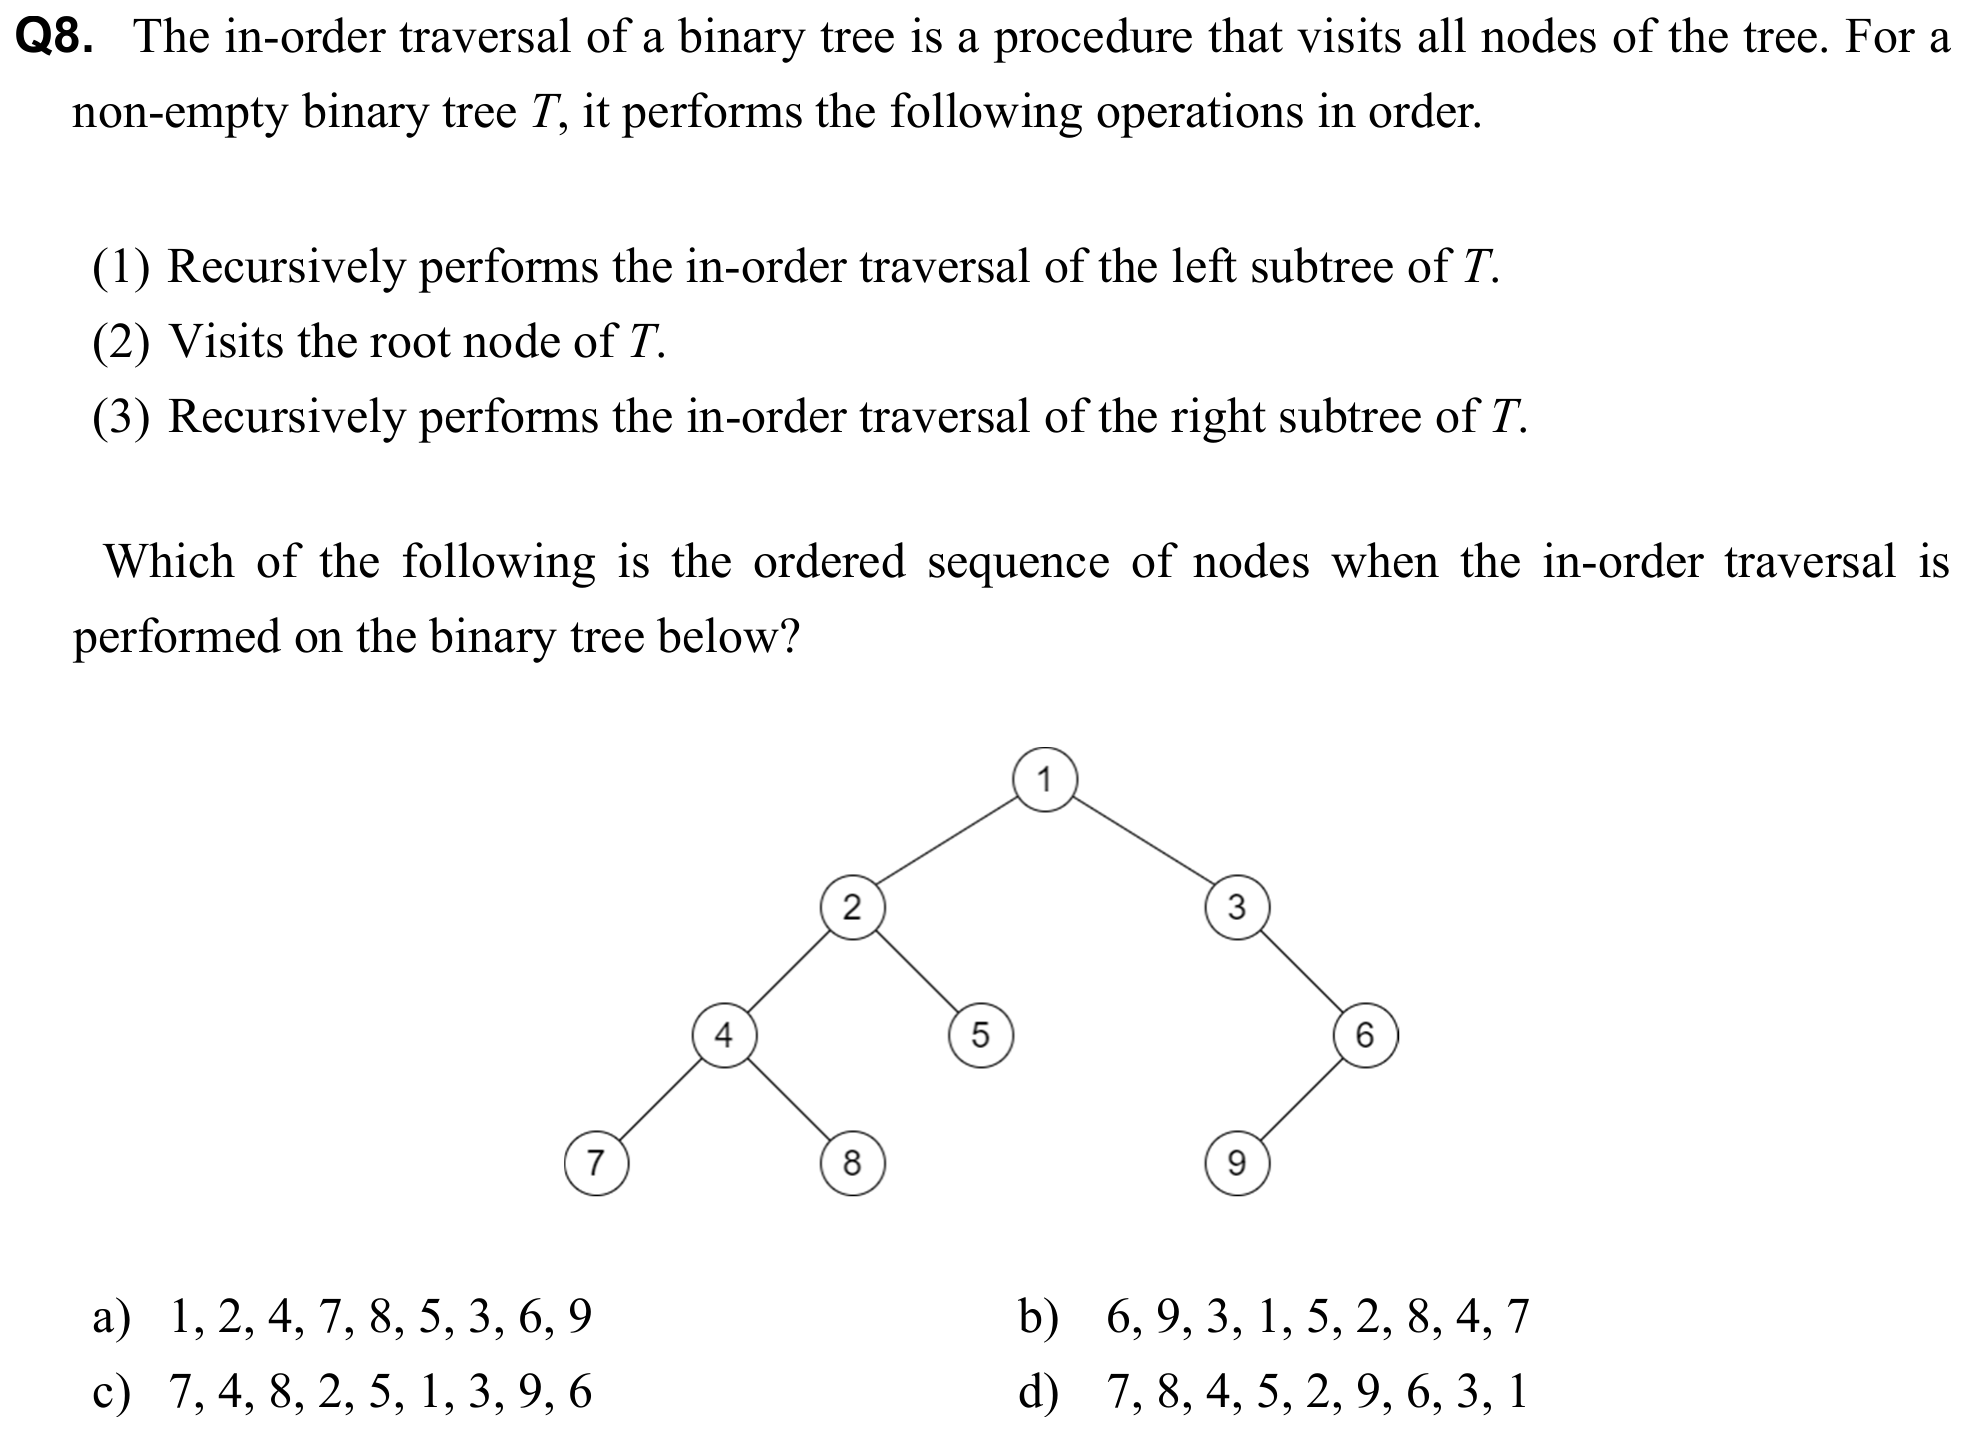 Q8. The in-order traversal of a binary tree is a procedure that visits all nodes of the tree. For a
non-empty binary tree T, it performs the following operations in order.
(1) Recursively performs the in-order traversal of the left subtree of T.
(2) Visits the root node of T.
(3) Recursively performs the in-order traversal of the right subtree of T.
Which of the following is the ordered sequence of nodes when the in-order traversal is
performed on the binary tree below?
1
2 3
4 5 6
7 8 9
a) 1, 2, 4, 7, 8, 5, 3, 6, 9 b) 6, 9, 3, 1, 5, 2, 8, 4, 7
c) 7, 4, 8, 2, 5, 1, 3, 9, 6 d) 7, 8, 4, 5, 2, 9, 6, 3, 1